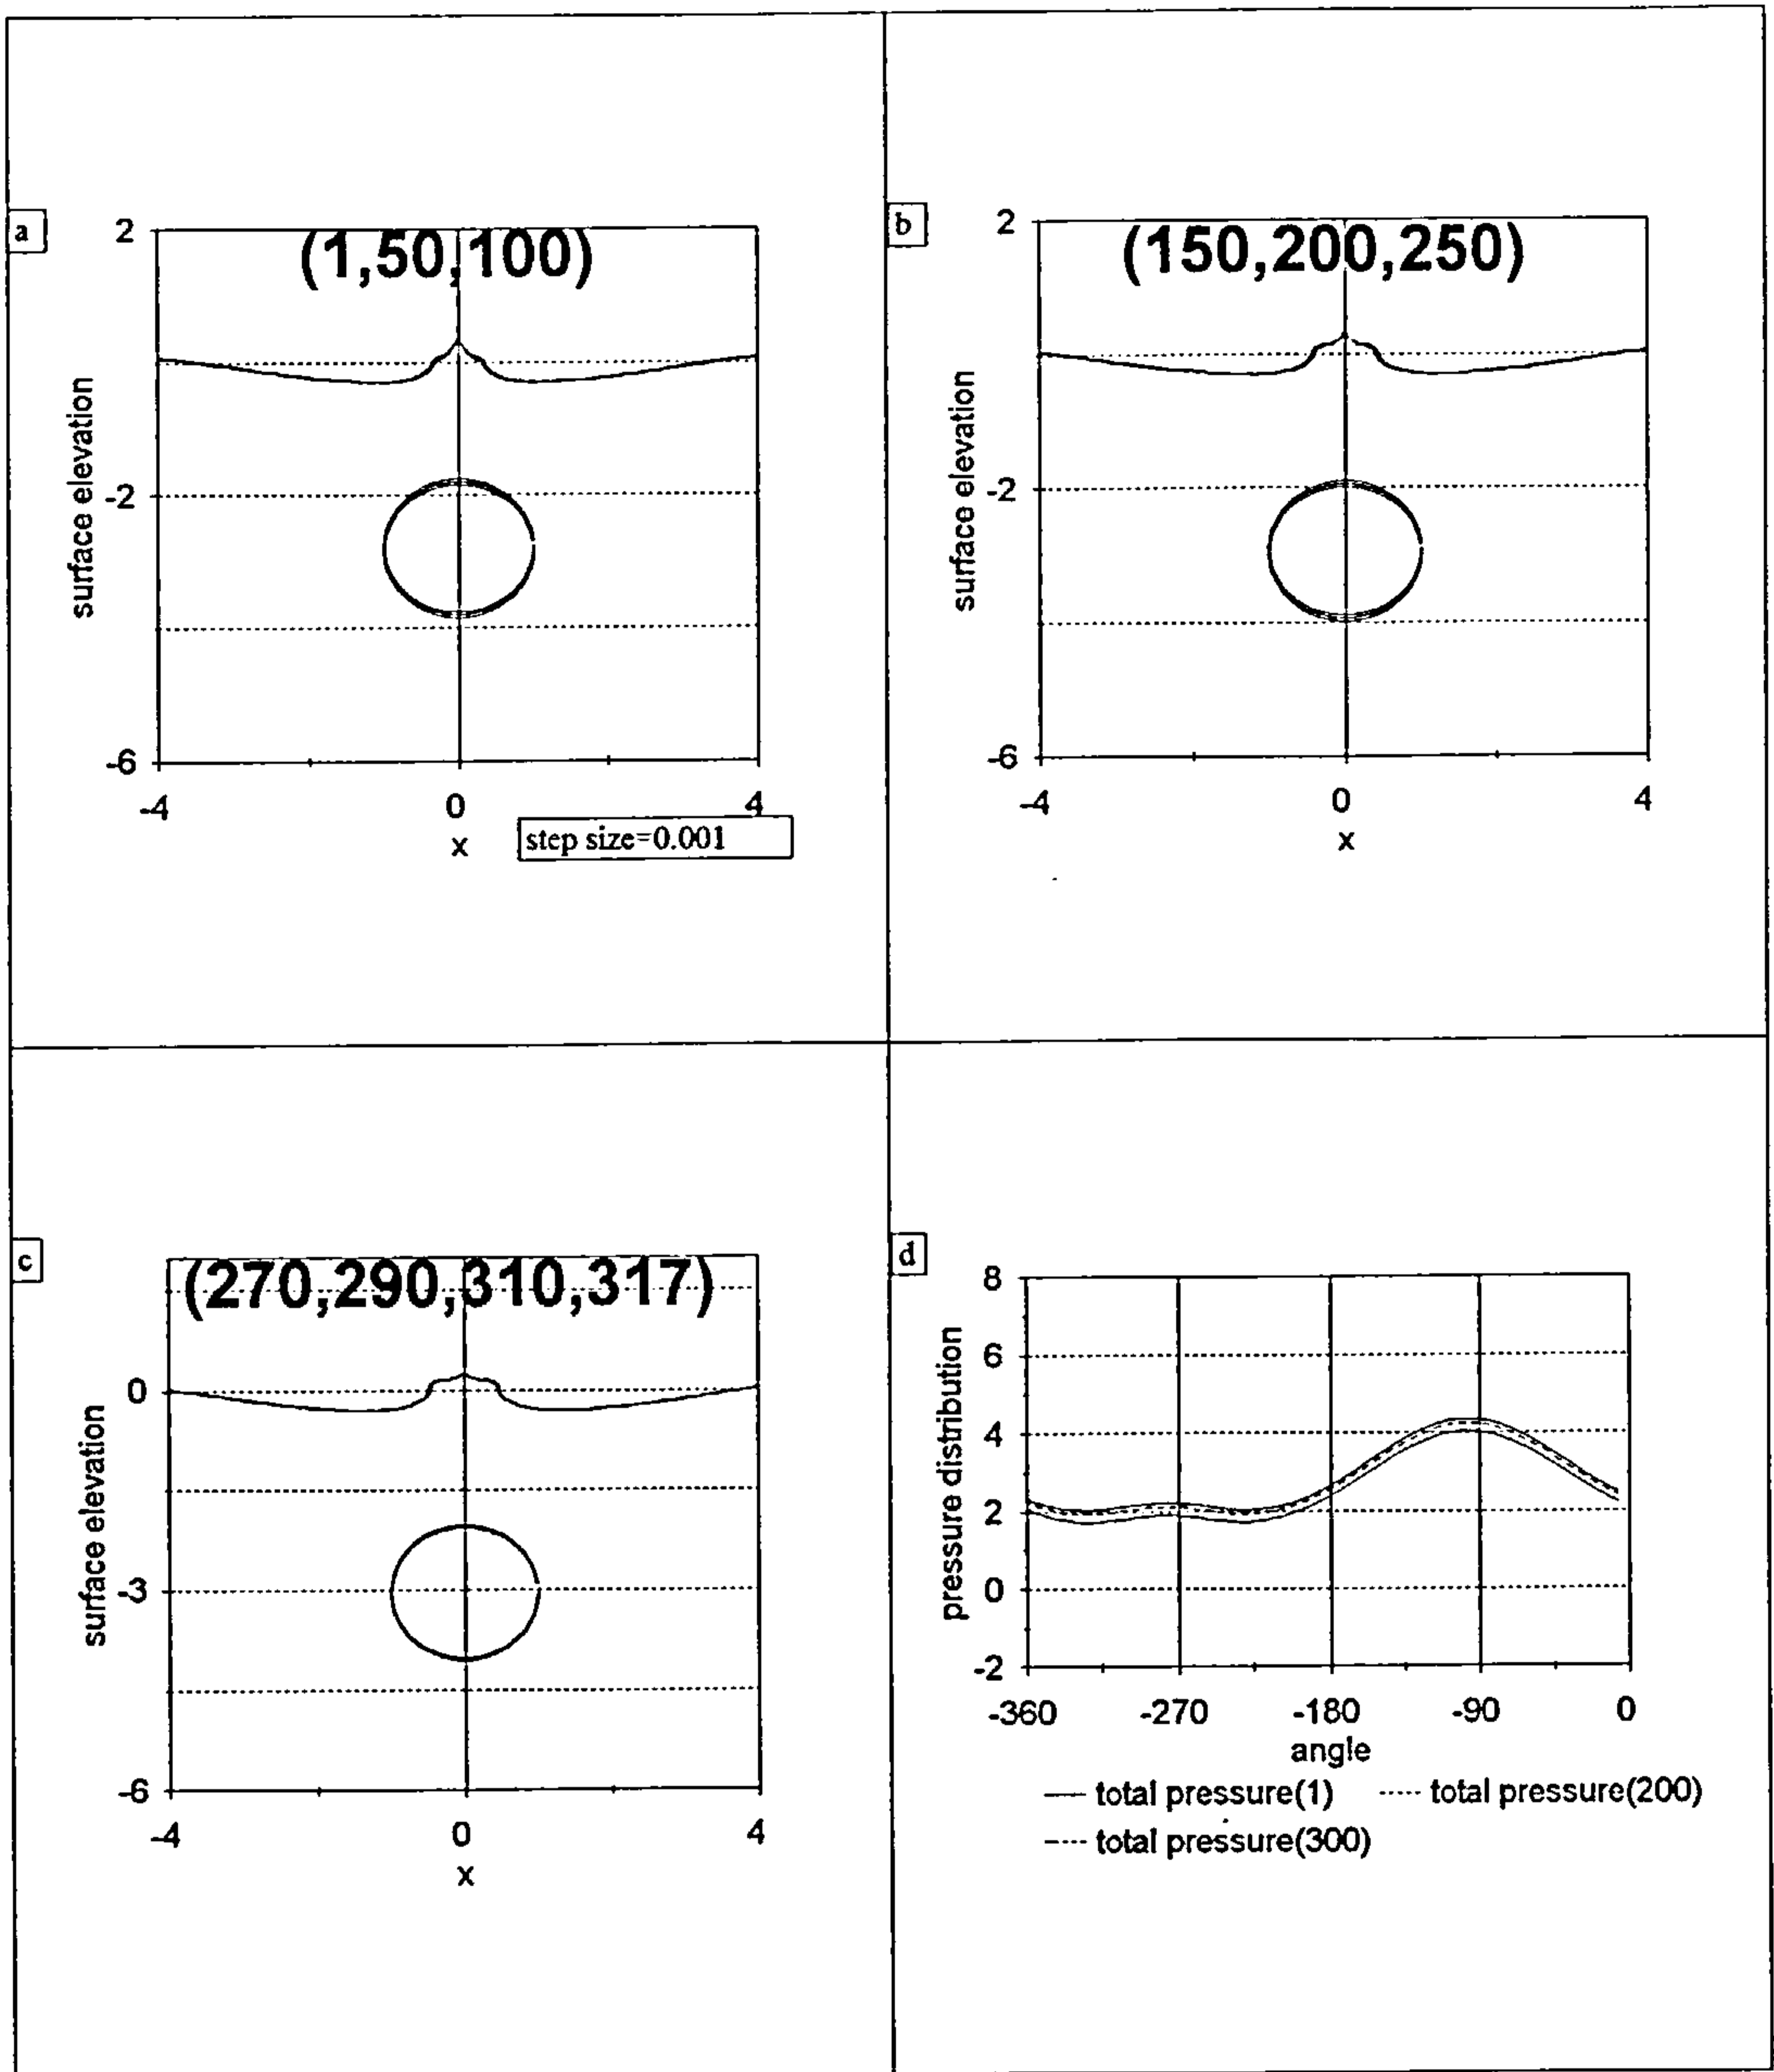 a
2
(1,50,100)
surface elevation
-2
-6
-4
0
4
x
step size=0.001
b
2
(150,200,250)
surface elevation
-2
-6
-4
0
4
x
c
(270,290,310,317)
0
surface elevation
-3
-6
-4
0
4
x
d
8
6
pressure distribution
4
2
0
-2
-360
-270
-180
-90
0
angle
total pressure(1)
total pressure(200)
total pressure(300)